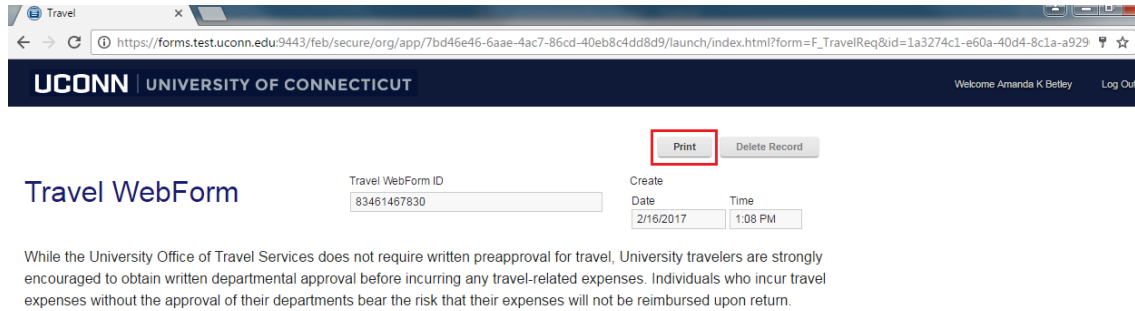 Travel
https://forms.test.uconn.edu:9443/feb/secure/org/app/7bd46e46-6aae-4ac7-86cd-40eb8c4dd8d9/launch/index.html?form=F_TravelReq&id=1a3274c1-e60a-40d4-8c1a-a929
UCONN | UNIVERSITY OF CONNECTICUT Welcome Amanda K Betley Log Out
Print Delete Record
Travel WebForm
Travel WebForm ID
83461467830
Create
Date Time
2/16/2017 1:08 PM
While the University Office of Travel Services does not require written preapproval for travel, University travelers are strongly
encouraged to obtain written departmental approval before incurring any travel-related expenses. Individuals who incur travel
expenses without the approval of their departments bear the risk that their expenses will not be reimbursed upon return.